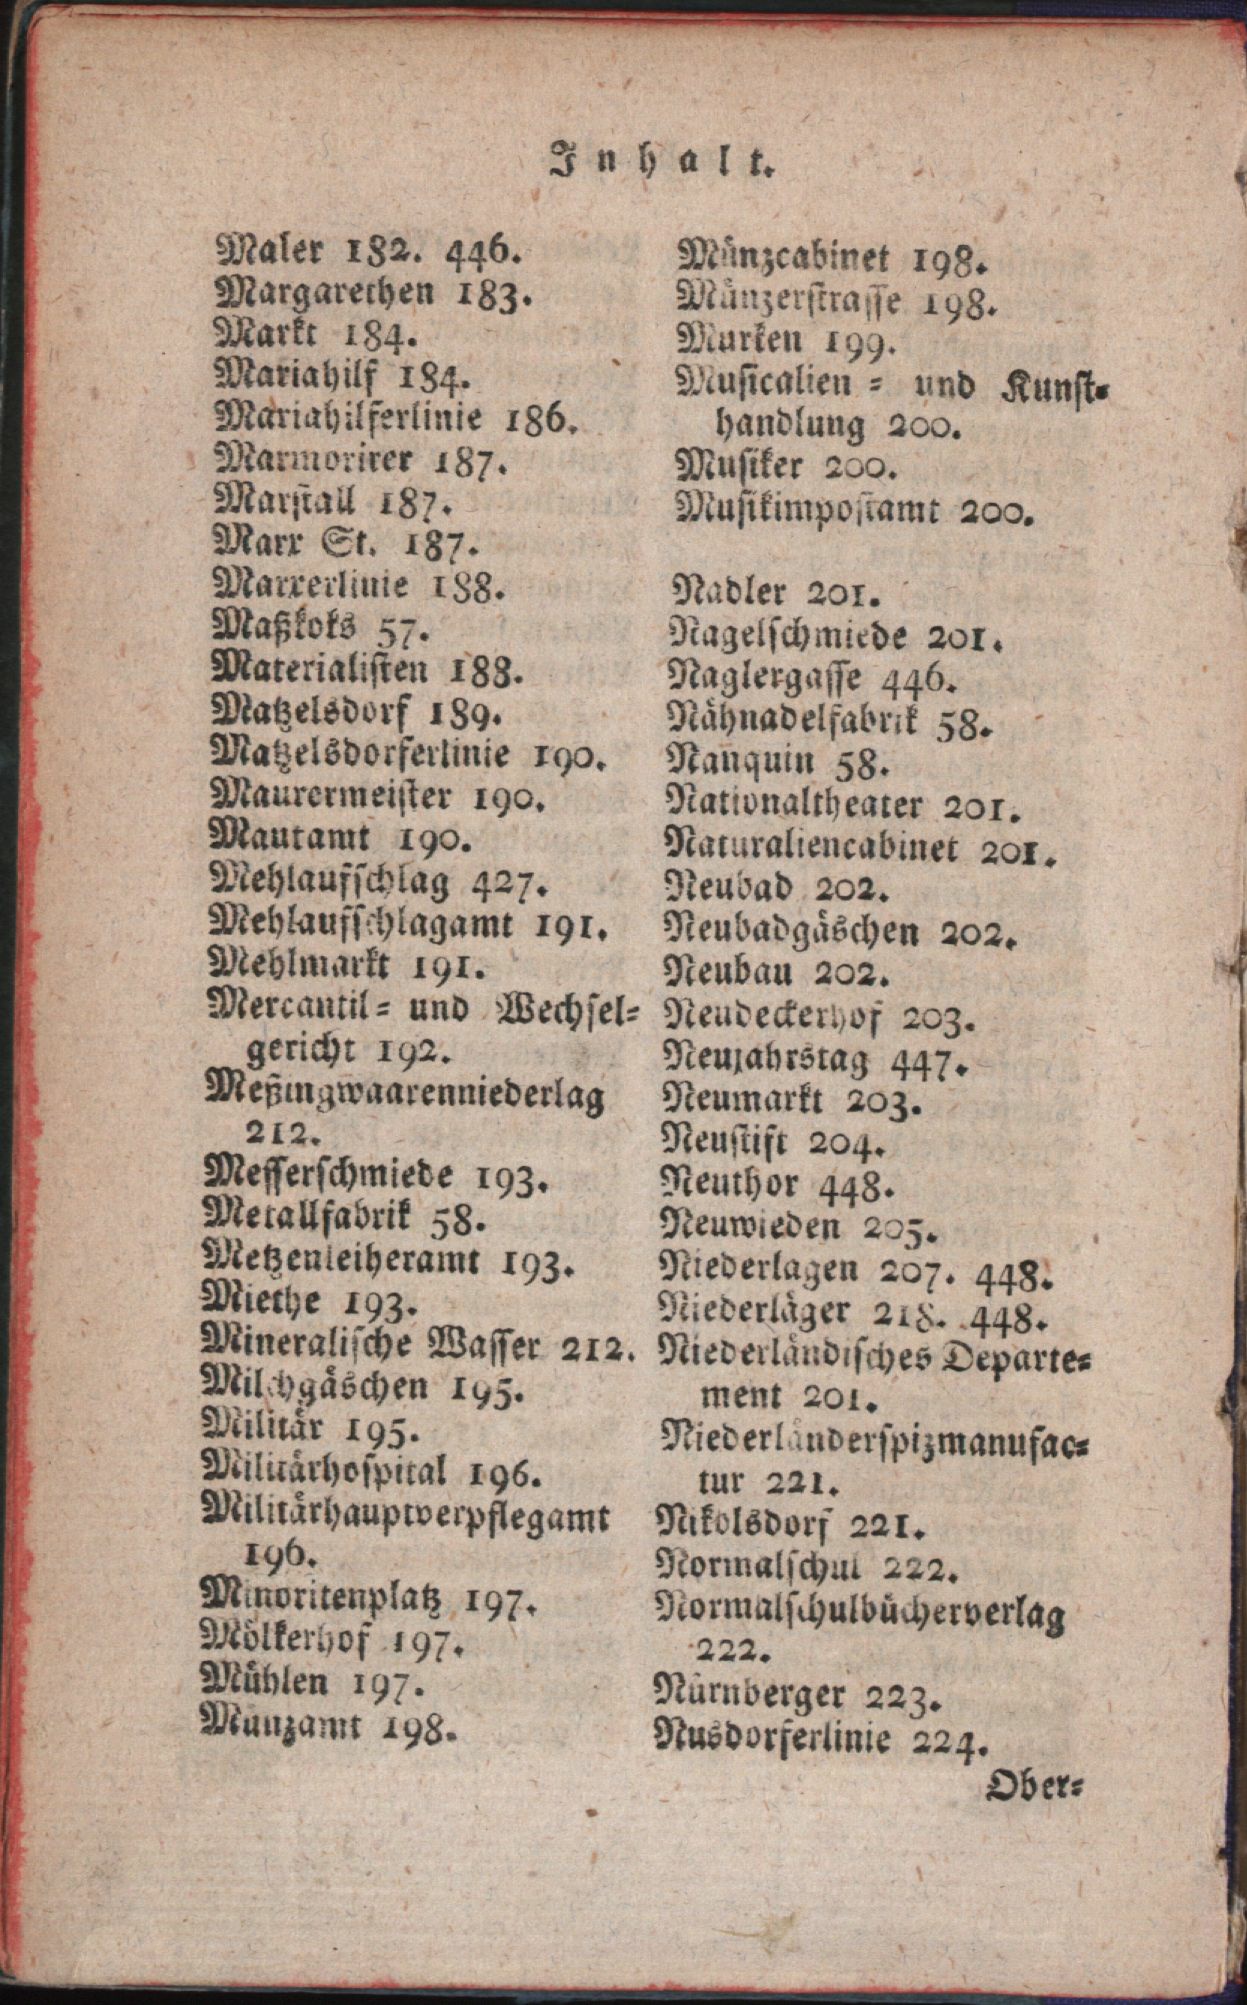 Inhalt.
Maler 182. 446.
Margarethen 183.
Markt 184.
Mariahilf 184.
Mariahilferlinie 186.
Marmorirer 187.
Marstall 187.
Marx St. 187.
Marxerlinie 188.
Maßkoks 57.
Materialisten 188.
Matzelsdorf 189.
Matzelsdorferlinie 190.
Maurermeister 190.
Mautamt 190.
Mehlaufschlag 427.
Mehlaufschlagamt 191.
Mehlmarkt 191.
Mercantil- und Wechsel-
gericht 192.
Meßingwaarenniederlag
212.
Messerschmiede 193.
Metallfabrik 58.
Metzenleiheramt 193.
Miethe 193.
Mineralische Wasser 212.
Milchgäschen 195.
Militär 195.
Militärhospital 196.
Militärhauptverpflegamt
196.
Minoritenplatz 197.
Mölkerhof 197.
Mühlen 197.
Münzamt 198.
Münzcabinet 198.
Münzerstrasse 198.
Murken 199.
Musicalien- und Kunst-
handlung 200.
Musiker 200.
Musikimpostamt 200.
Nadler 201.
Nagelschmiede 201.
Naglergasse 446.
Nähnadelfabrik 58.
Nanquin 58.
Nationaltheater 201.
Naturaliencabinet 201.
Neubad 202.
Neubadgäschen 202.
Neubau 202.
Neudeckerhof 203.
Neujahrstag 447.
Neumarkt 203.
Neustift 204.
Neuthor 448.
Neuwieden 205.
Niederlagen 207. 448.
Niederläger 218. 448.
Niederländisches Departe-
ment 201.
Niederländerspizmanufac-
tur 221.
Nikolsdorf 221.
Normalschul 222.
Normalschulbücherverlag
222.
Nürnberger 223.
Nusdorferlinie 224.
Ober-